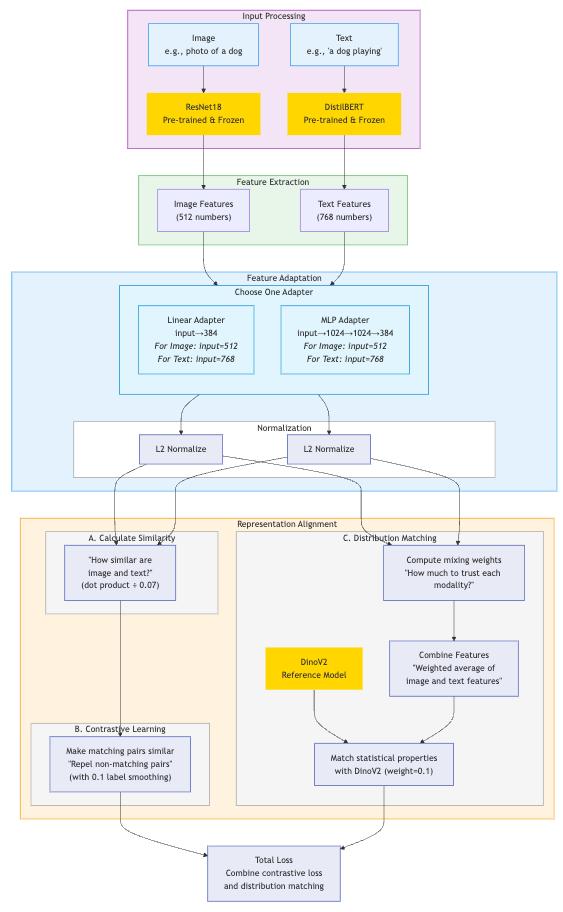 Input Processing
Image
e.g., photo of a dog
Text
e.g., 'a dog playing'
ResNet18
Pre-trained & Frozen
DistilBERT
Pre-trained & Frozen
Feature Extraction
Image Features
(512 numbers)
Text Features
(768 numbers)
Feature Adaptation
Choose One Adapter
Linear Adapter
input→384
For Image: input=512
For Text: input=768
MLP Adapter
input→1024→1024→384
For Image: input=512
For Text: input=768
Normalization
L2 Normalize
L2 Normalize
Representation Alignment
A. Calculate Similarity
"How similar are
image and text?"
(dot product ÷ 0.07)
C. Distribution Matching
Compute mixing weights
"How much to trust each
modality?"
DinoV2
Reference Model
Combine Features
"Weighted average of
image and text features"
B. Contrastive Learning
Make matching pairs similar
"Repel non-matching pairs"
(with 0.1 label smoothing)
Match statistical properties
with DinoV2 (weight=0.1)
Total Loss
Combine contrastive loss
and distribution matching